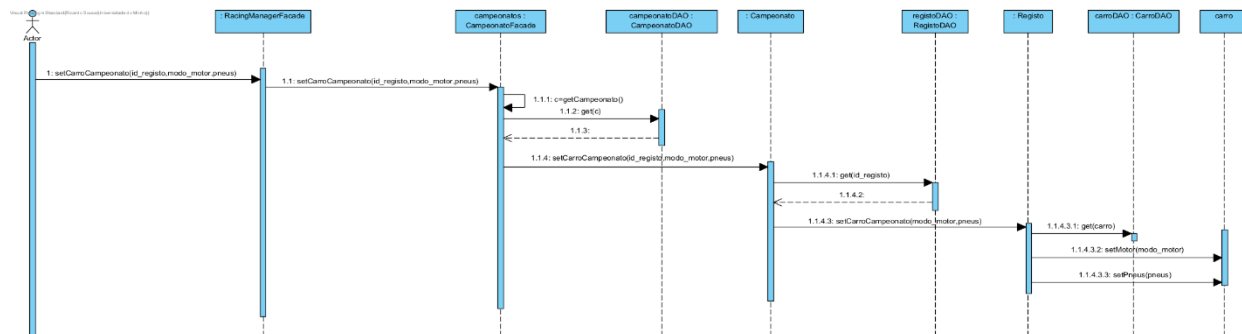 : RacingManagerFacade
campeonatos :
CampeonatoFacade
campeonatoDAO :
CampeonatoDAO
: Campeonato
registoDAO :
RegistoDAO
: Registo
carroDAO : CarroDAO
carro
Actor
1: setCarroCampeonato(id_registo,modo_motor,pneus)
1.1: setCarroCampeonato(id_registo,modo_motor,pneus)
1.1.1: c=getCampeonato()
1.1.2: get(c)
1.1.3:
1.1.4: setCarroCampeonato(id_registo,modo_motor,pneus)
1.1.4.1: get(id_registo)
1.1.4.2:
1.1.4.3: setCarroCampeonato(modo_motor,pneus)
1.1.4.3.1: get(carro)
1.1.4.3.2: setMotor(modo_motor)
1.1.4.3.3: setPneus(pneus)